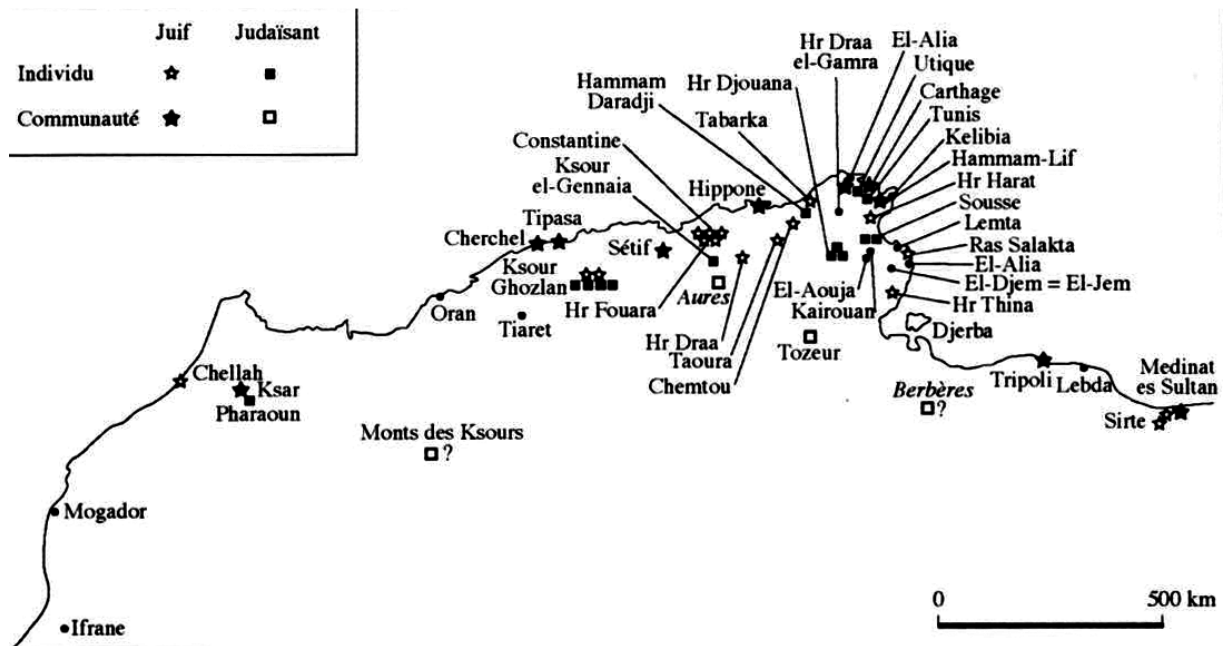 Juif Judaïsant
Individu
Communauté
Hr Draa
el-Gamra
El-Alia
Utique
Carthage
Tunis
Kelibia
Hammam-Lif
Hr Harat
Sousse
Lemta
Ras Salakta
El-Alia
El-Djem = El-Jem
Hr Thina
Hr Djouana
Hammam
Daradji
Tabarka
Constantine
Ksour
el-Gennaia
Hippone
Tipasa
Cherchel
Sétif
Ksour
Ghozlan
Hr Fouara
Aures
El-Aouja
Kairouan
Oran
Tiaret
Hr Draa
Taoura
Chemtou
Tozeur
Djerba
Chellah
Ksar
Pharaoun
Monts des Ksours
?
Berbères
?
Tripoli
Lebda
Medinat
es Sultan
Sirte
Mogador
Ifrane
0 500 km